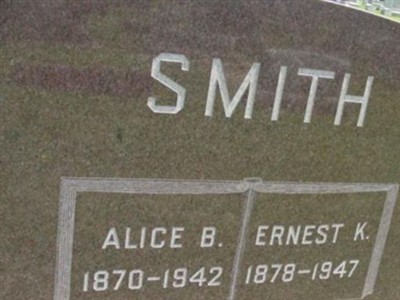 SMITH
ALICE B.
1870-1942
ERNEST K.
1878-1947